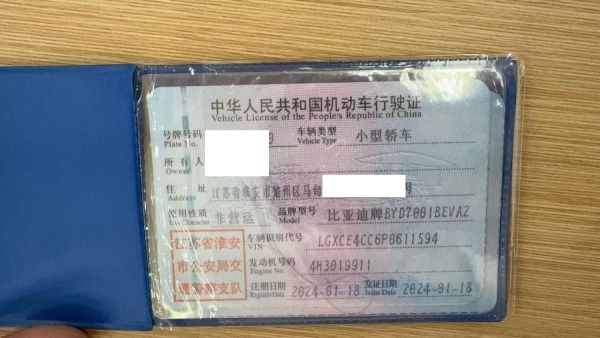 中华人民共和国机动车行驶证
Vehicle License of the People's Republic of China
号牌号码 车辆类型 小型轿车
Plate No. Vehicle Type
所有人
Owner
住址 江苏省淮安市楚州区马甸 号
Address
使用性质 非营运 品牌型号 比亚迪牌BYD7001BEVA2
Use Character Model
江苏省淮安 车辆识别代号 LGXCE4CC6P0611594
VIN
市公安局交 发动机号码 4H3019911
Engine No.
通警察支队 注册日期 2024-01-18 发证日期 2024-01-18
Register Date Issue Date